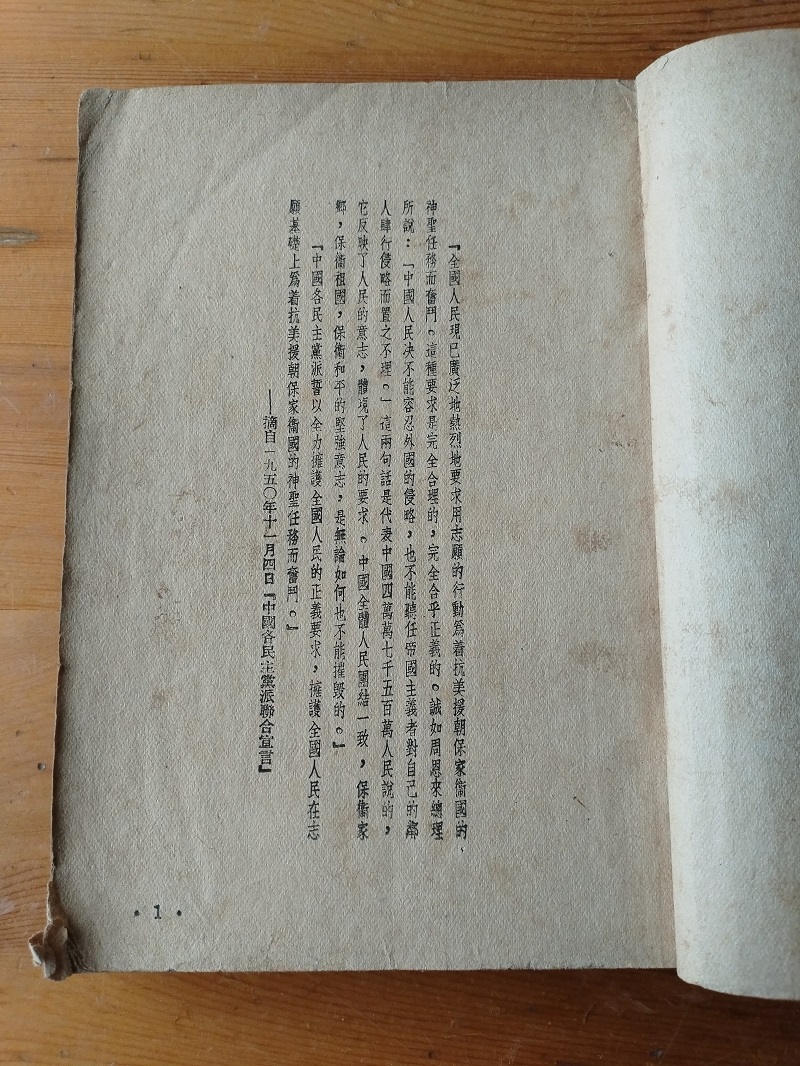 『全國人民現已廣泛地熱烈地要求用志願的行動爲着抗美援朝保家衞國的
神聖任務而奮鬥。這種要求是完全合理的，完全合乎正義的。誠如周恩來總理
所說：「中國人民決不能容忍外國的侵略，也不能聽任帝國主義者對自己的鄰
人肆行侵略而置之不理。」這兩句話是代表中國四萬萬七千五百萬人民說的，
它反映了人民的意志，體現了人民的要求。中國全體人民團結一致，保衞家
鄉，保衞祖國，保衞和平的堅強意志，是無論如何也不能摧毀的。』
『中國各民主黨派誓以全力擁護全國人民的正義要求，擁護全國人民在志
願基礎上爲着抗美援朝保家衞國的神聖任務而奮鬥。』
——摘自一九五〇年十一月四日『中國各民主黨派聯合宣言』
• 1 •